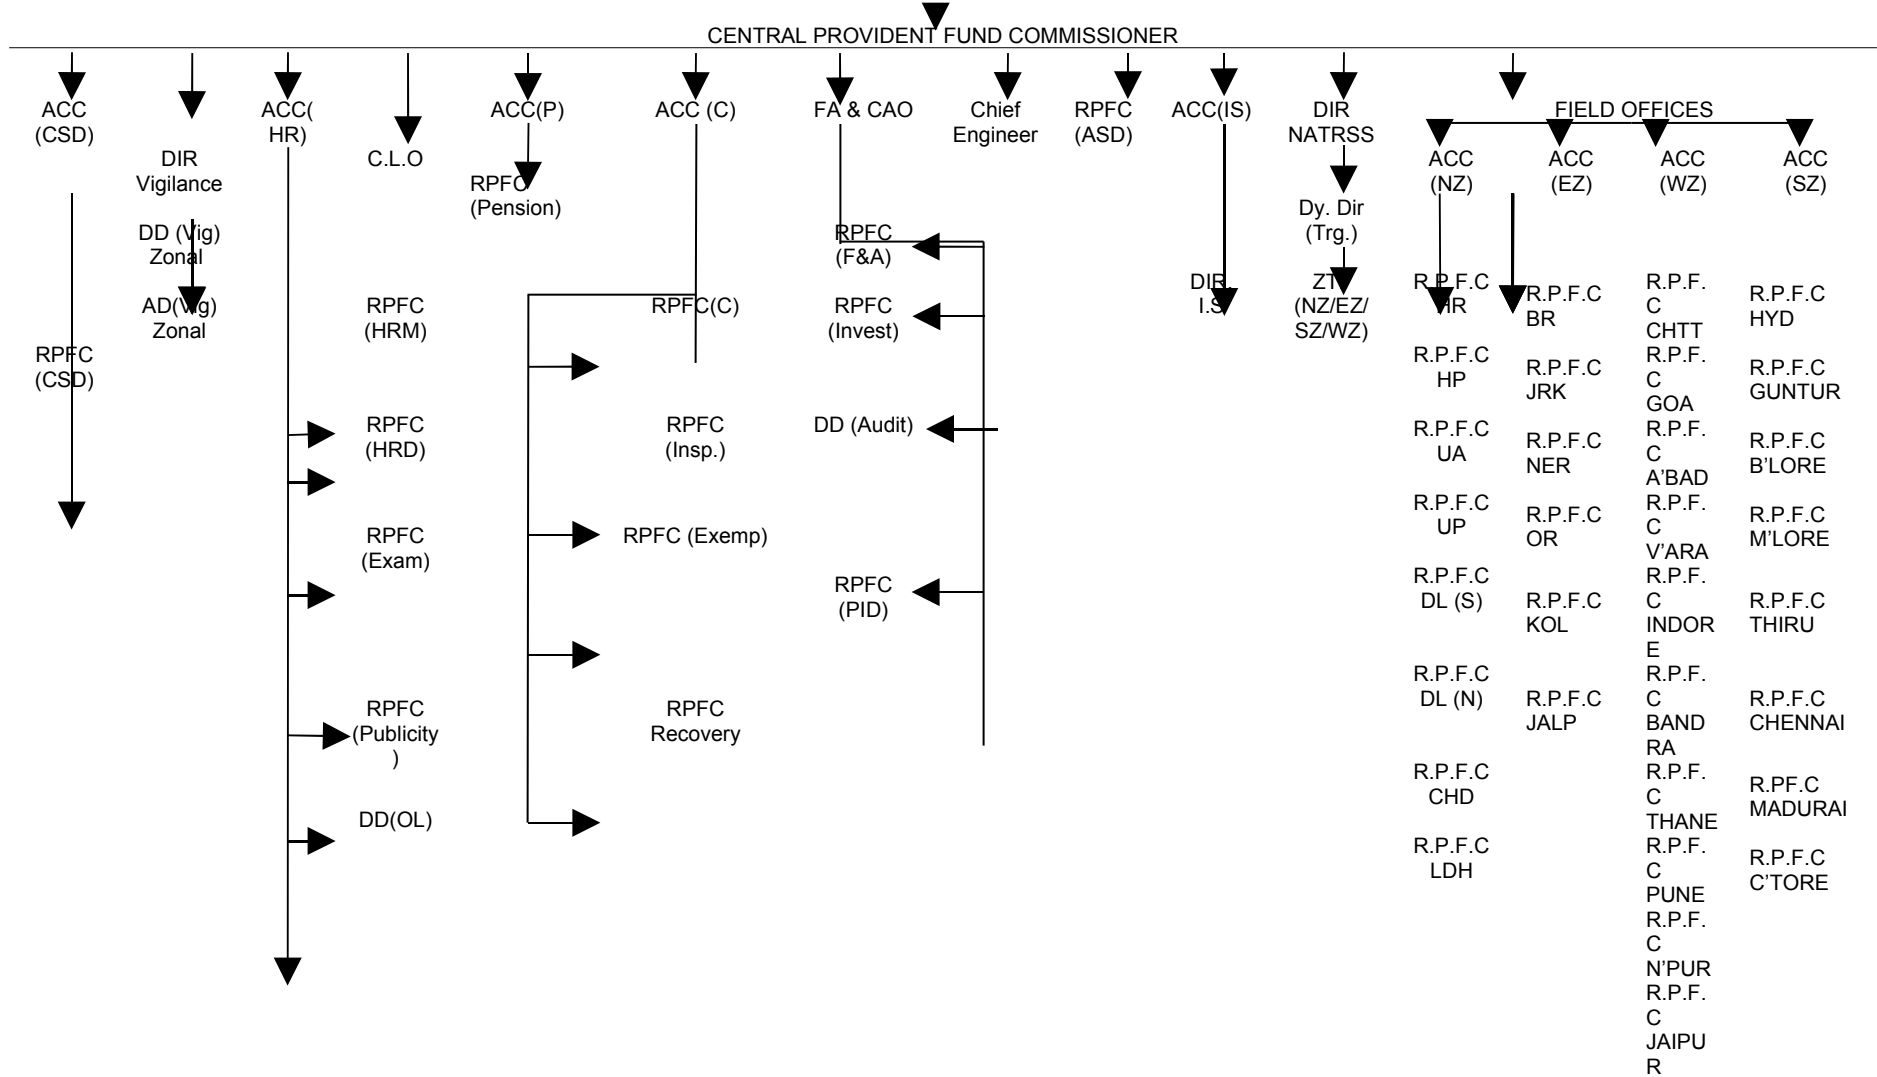 CENTRAL PROVIDENT FUND COMMISSIONER
ACC
(CSD)
RPFC
(CSD)
DIR
Vigilance
DD (Vig)
Zonal
AD(Vig)
Zonal
ACC(
HR)
C.L.O
RPFC
(HRM)
RPFC
(HRD)
RPFC
(Exam)
RPFC
(Publicity
)
DD(OL)
ACC(P)
RPFC
(Pension)
ACC (C)
RPFC(C)
RPFC
(Insp.)
RPFC (Exemp)
RPFC
Recovery
FA & CAO
RPFC
(F&A)
RPFC
(Invest)
DD (Audit)
RPFC
(PID)
Chief
Engineer
RPFC
(ASD)
ACC(IS)
DIR
I.S
DIR
NATRSS
Dy. Dir
(Trg.)
(NZ/EZ/
SZ/WZ)
FIELD OFFICES
ACC
(NZ)
R.P.F.C
HR
R.P.F.C
HP
R.P.F.C
UA
R.P.F.C
UP
R.P.F.C
DL (S)
R.P.F.C
DL (N)
R.P.F.C
CHD
R.P.F.C
LDH
ACC
(EZ)
R.P.F.C
BR
R.P.F.C
JRK
R.P.F.C
NER
R.P.F.C
OR
R.P.F.C
KOL
R.P.F.C
JALP
ACC
(WZ)
R.P.F.
C
CHTT
R.P.F.
C
GOA
R.P.F.
C
A’BAD
R.P.F.
C
V’ARA
R.P.F.
C
INDOR
E
R.P.F.
C
BAND
RA
R.P.F.
C
THANE
R.P.F.
C
PUNE
R.P.F.
C
N’PUR
R.P.F.
C
JAIPU
R
ACC
(SZ)
R.P.F.C
HYD
R.P.F.C
GUNTUR
R.P.F.C
B’LORE
R.P.F.C
M’LORE
R.P.F.C
THIRU
R.P.F.C
CHENNAI
R.PF.C
MADURAI
R.P.F.C
C’TORE